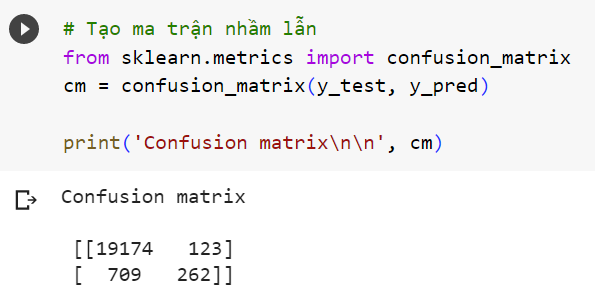 # Tạo ma trận nhầm lẫn
from sklearn.metrics import confusion_matrix
cm = confusion_matrix(y_test, y_pred)
print('Confusion matrix\n\n', cm)
Confusion matrix
[[19174   123]
[  709   262]]